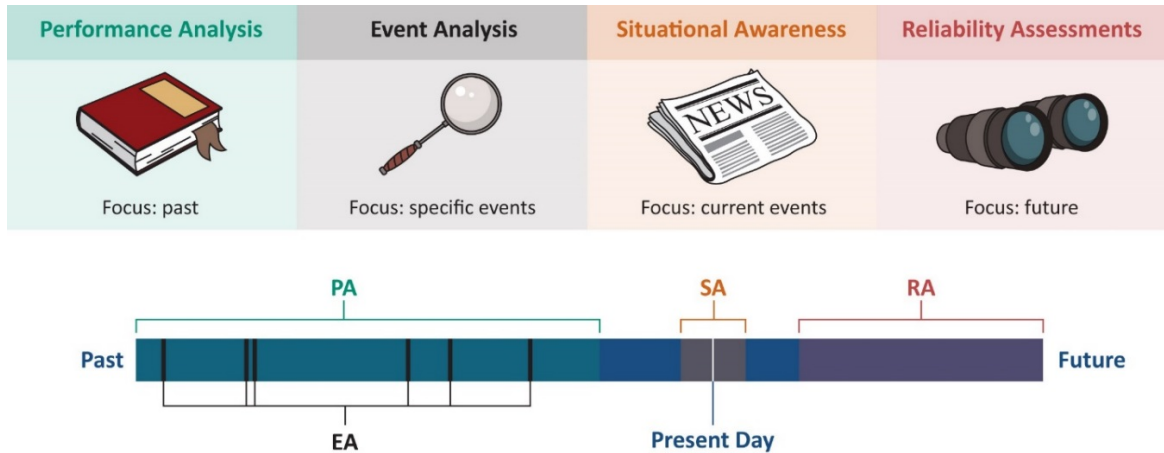 Performance Analysis
Event Analysis
Situational Awareness
Reliability Assessments
NEWS
Focus: past
Focus: specific events
Focus: current events
Focus: future
PA
SA
RA
Past
Future
EA
Present Day